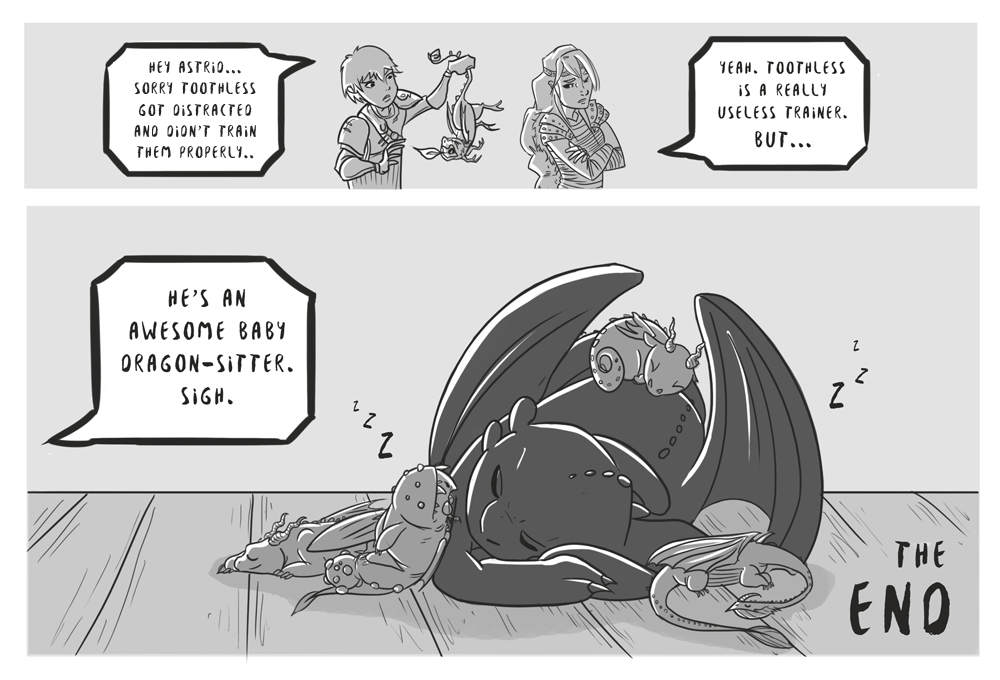 HEY ASTRID...
SORRY TOOTHLESS
GOT DISTRACTED
AND DIDN'T TRAIN
THEM PROPERLY..
YEAH. TOOTHLESS
IS A REALLY
USELESS TRAINER.
BUT...
HE'S AN
AWESOME BABY
DRAGON-SITTER.
SIGH.
z z Z
Z z z
THE
END